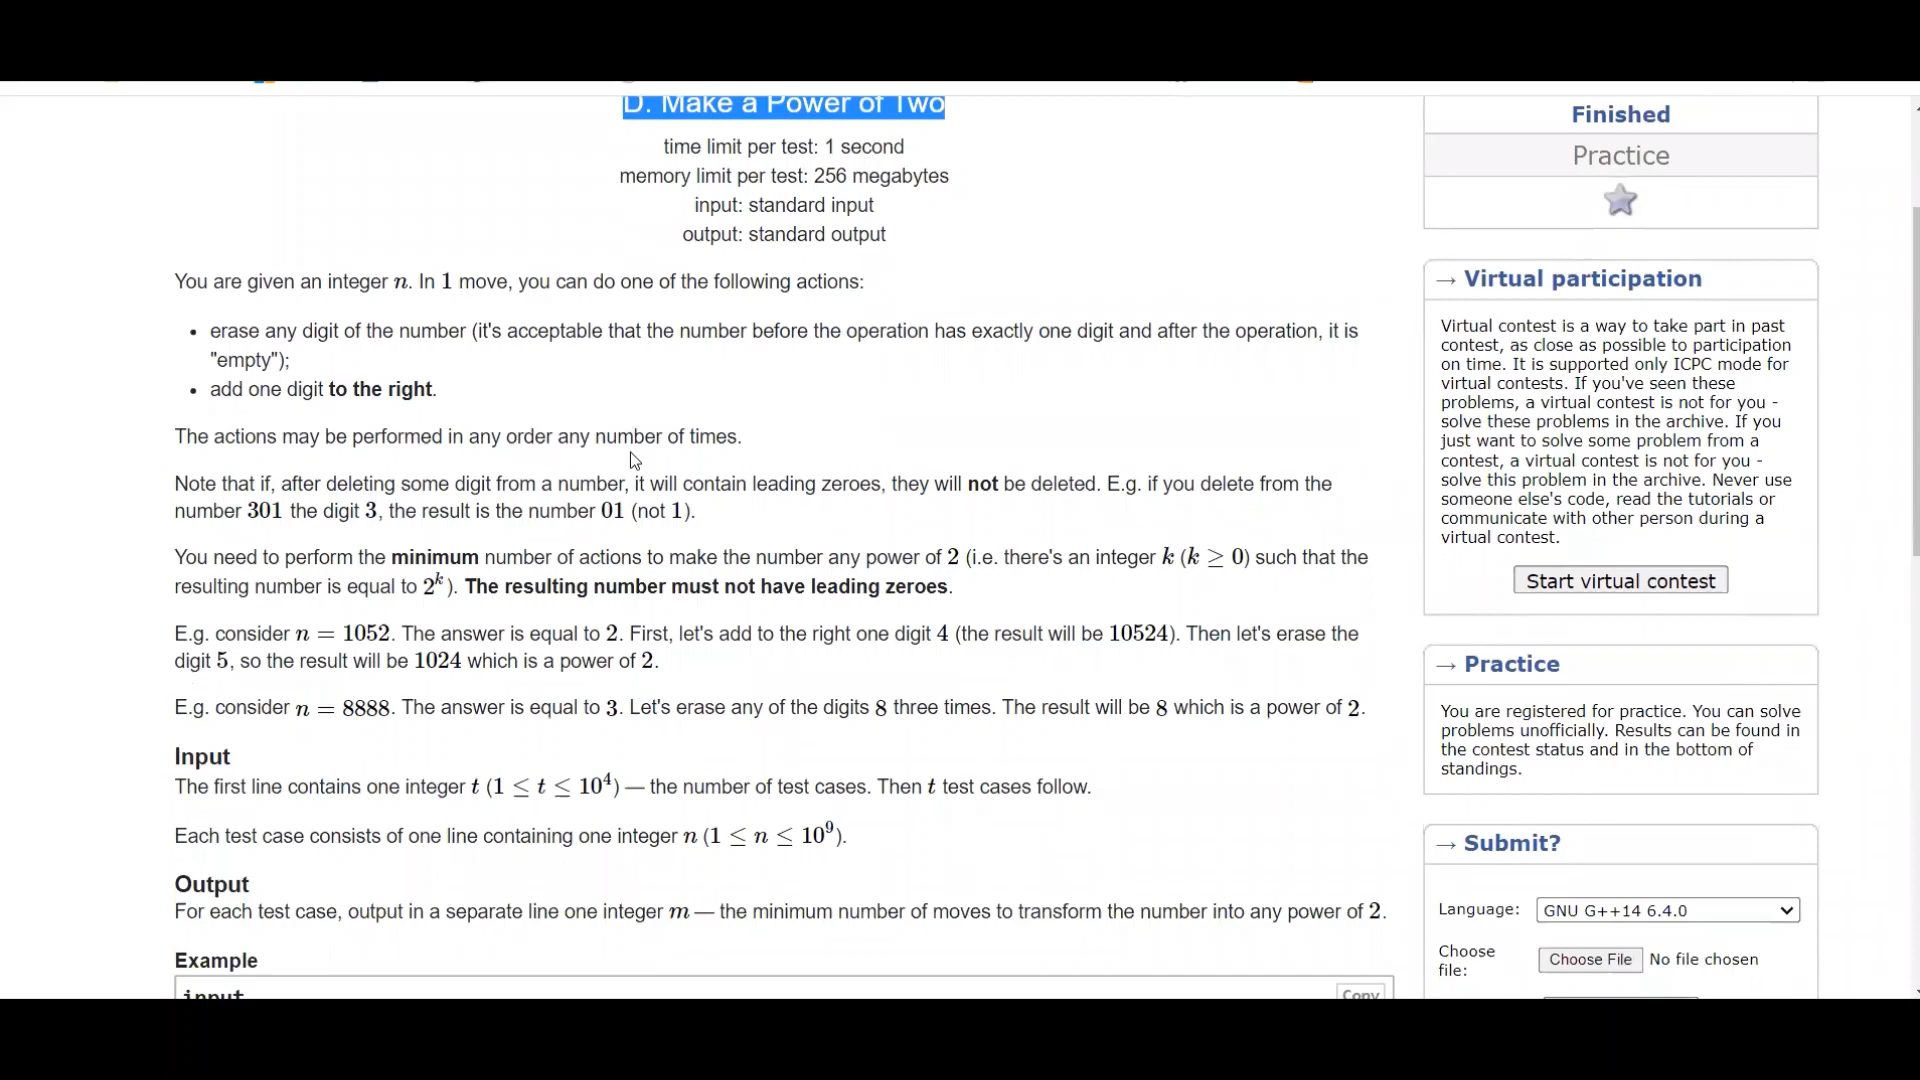 D. Make a Power of Two
time limit per test: 1 second
memory limit per test: 256 megabytes
input: standard input
output: standard output
You are given an integer n. In 1 move, you can do one of the following actions:
• erase any digit of the number (it's acceptable that the number before the operation has exactly one digit and after the operation, it is
"empty");
• add one digit to the right.
The actions may be performed in any order any number of times.
Note that if, after deleting some digit from a number, it will contain leading zeroes, they will not be deleted. E.g. if you delete from the
number 301 the digit 3, the result is the number 01 (not 1).
You need to perform the minimum number of actions to make the number any power of 2 (i.e. there's an integer k (k ≥ 0) such that the
resulting number is equal to 2^k). The resulting number must not have leading zeroes.
E.g. consider n = 1052. The answer is equal to 2. First, let's add to the right one digit 4 (the result will be 10524). Then let's erase the
digit 5, so the result will be 1024 which is a power of 2.
E.g. consider n = 8888. The answer is equal to 3. Let's erase any of the digits 8 three times. The result will be 8 which is a power of 2.
Input
The first line contains one integer t (1 ≤ t ≤ 10^4) — the number of test cases. Then t test cases follow.
Each test case consists of one line containing one integer n (1 ≤ n ≤ 10^9).
Output
For each test case, output in a separate line one integer m — the minimum number of moves to transform the number into any power of 2.
Example
input
Copy
Finished
Practice
→ Virtual participation
Virtual contest is a way to take part in past
contest, as close as possible to participation
on time. It is supported only ICPC mode for
virtual contests. If you've seen these
problems, a virtual contest is not for you -
solve these problems in the archive. If you
just want to solve some problem from a
contest, a virtual contest is not for you -
solve this problem in the archive. Never use
someone else's code, read the tutorials or
communicate with other person during a
virtual contest.
Start virtual contest
→ Practice
You are registered for practice. You can solve
problems unofficially. Results can be found in
the contest status and in the bottom of
standings.
→ Submit?
Language: GNU G++14 6.4.0
Choose
file: Choose File No file chosen